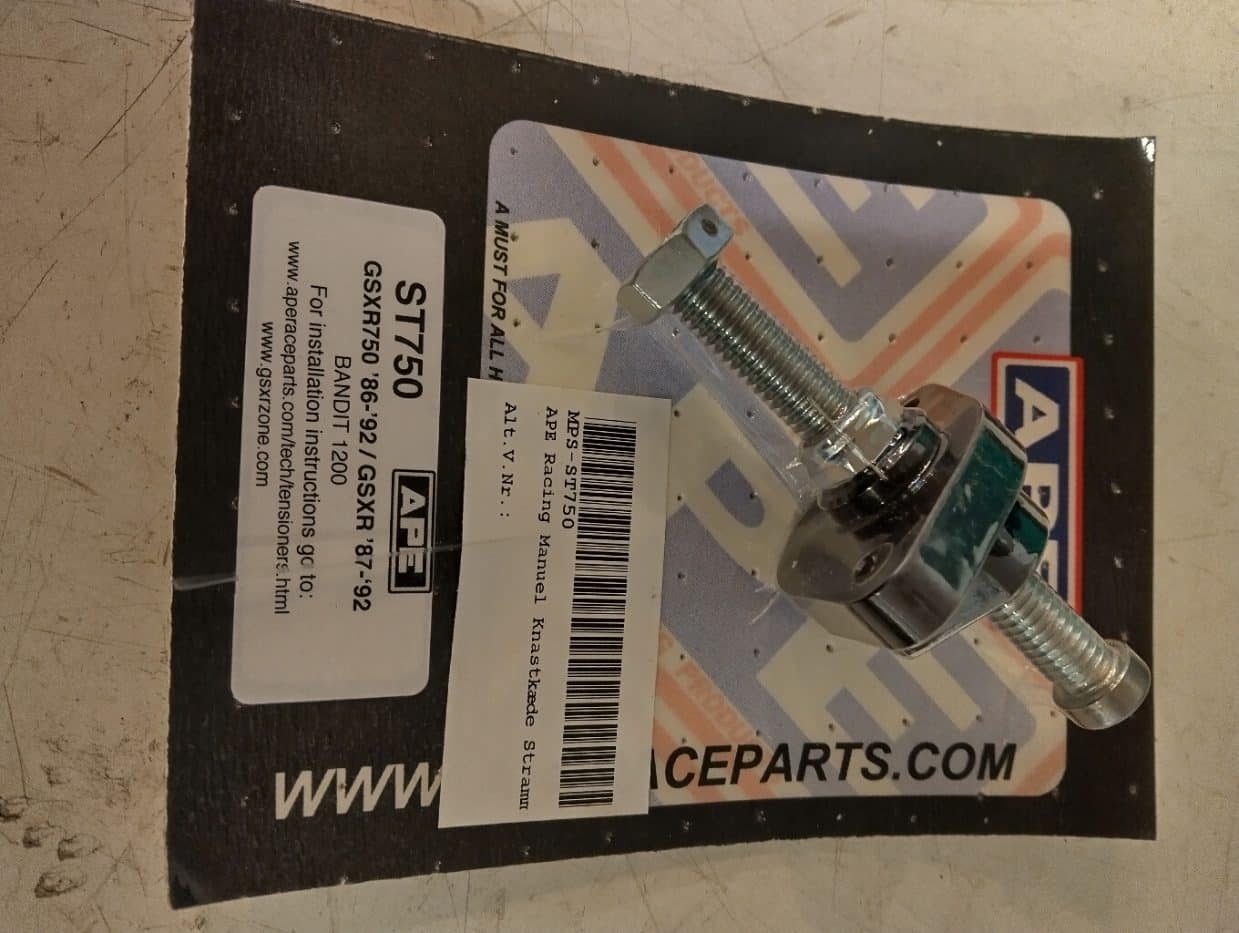 ST750
APE
GSXR750 '86-'92 / GSXR '87-'92
BANDIT 1200
For installation instructions go to:
www.aperaceparts.com/tech/tensioners.html
www.gsxrzone.com
MPS-ST750
APE Racing Manuel Knastkæde
Alt.V.Nr.:
A MUST FOR ALL
APE
PRODUCTS
WWW
ACEPARTS.COM